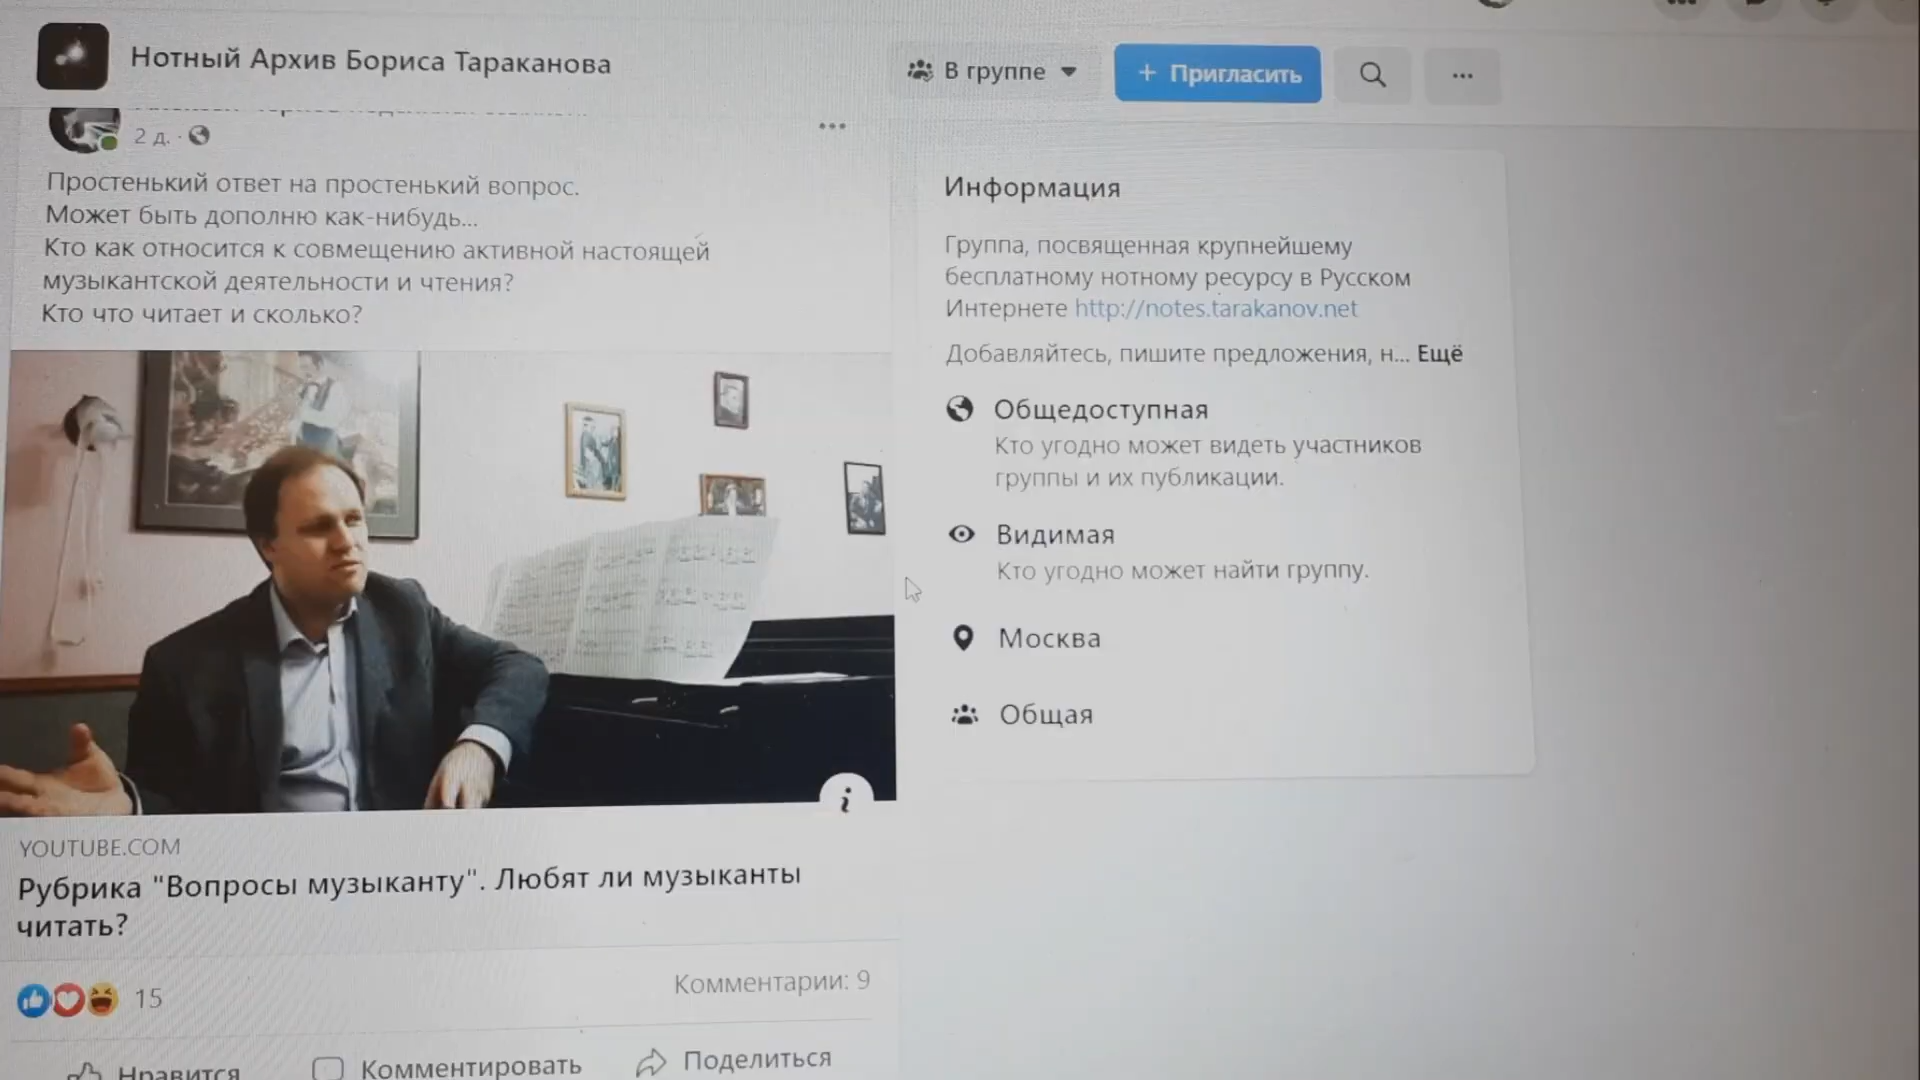 Нотный Архив Бориса Тараканова
В группе
+ Пригласить
2 д. ·
Простенький ответ на простенький вопрос.
Может быть дополню как-нибудь...
Кто как относится к совмещению активной настоящей
музыкантской деятельности и чтения?
Кто что читает и сколько?
YOUTUBE.COM
Рубрика "Вопросы музыканту". Любят ли музыканты
читать?
15
Комментарии: 9
Нравится
Комментировать
Поделиться
Информация
Группа, посвященная крупнейшему
бесплатному нотному ресурсу в Русском
Интернете http://notes.tarakanov.net
Добавляйтесь, пишите предложения, н... Ещё
Общедоступная
Кто угодно может видеть участников
группы и их публикации.
Видимая
Кто угодно может найти группу.
Москва
Общая